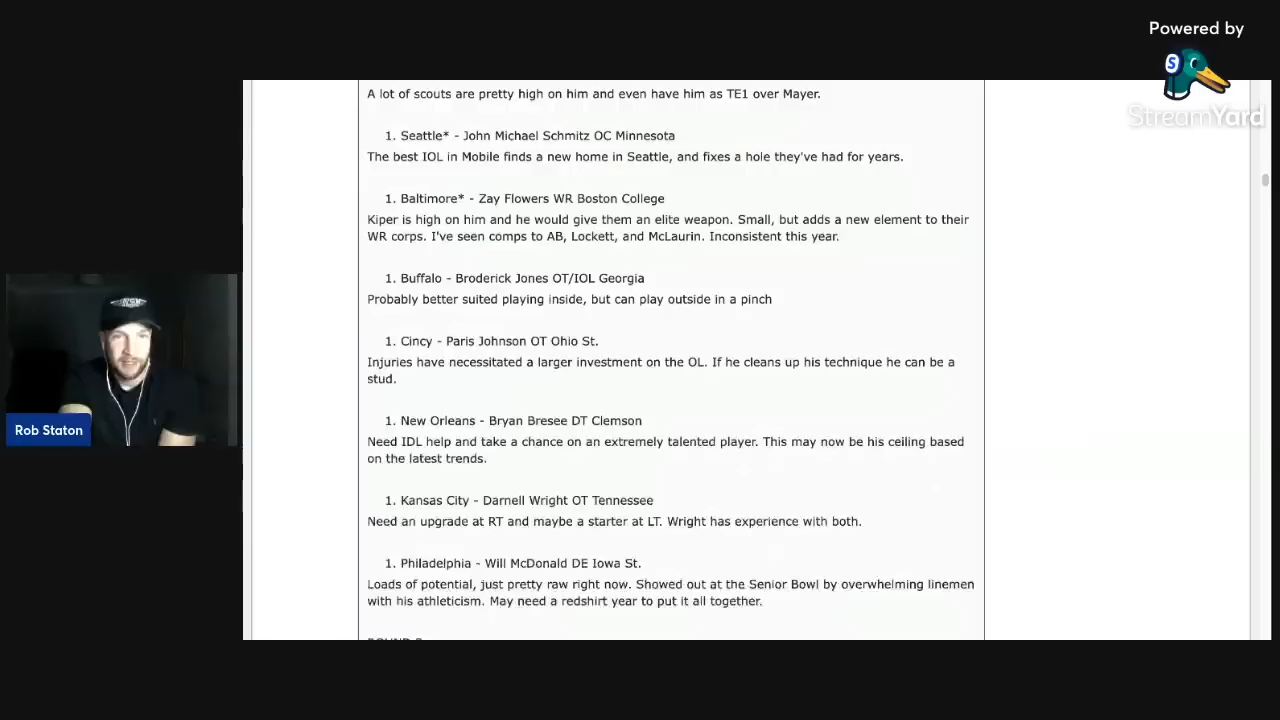 Powered by
StreamYard
A lot of scouts are pretty high on him and even have him as TE1 over Mayer.
1. Seattle* - John Michael Schmitz OC Minnesota
The best IOL in Mobile finds a new home in Seattle, and fixes a hole they've had for years.
1. Baltimore* - Zay Flowers WR Boston College
Kiper is high on him and he would give them an elite weapon. Small, but adds a new element to their
WR corps. I've seen comps to AB, Lockett, and McLaurin. Inconsistent this year.
1. Buffalo - Broderick Jones OT/IOL Georgia
Probably better suited playing inside, but can play outside in a pinch
1. Cincy - Paris Johnson OT Ohio St.
Injuries have necessitated a larger investment on the OL. If he cleans up his technique he can be a
stud.
1. New Orleans - Bryan Bresee DT Clemson
Need IDL help and take a chance on an extremely talented player. This may now be his ceiling based
on the latest trends.
1. Kansas City - Darnell Wright OT Tennessee
Need an upgrade at RT and maybe a starter at LT. Wright has experience with both.
1. Philadelphia - Will McDonald DE Iowa St.
Loads of potential, just pretty raw right now. Showed out at the Senior Bowl by overwhelming linemen
with his athleticism. May need a redshirt year to put it all together.
Rob Staton